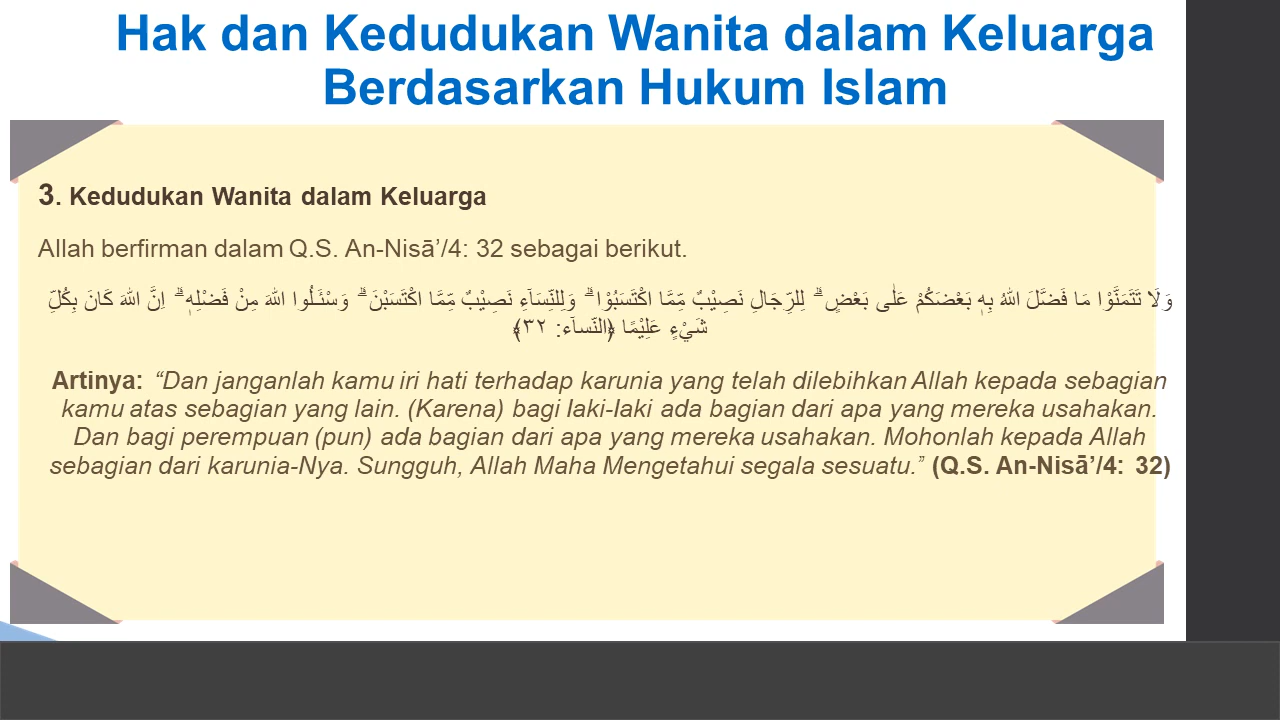 Hak dan Kedudukan Wanita dalam Keluarga
Berdasarkan Hukum Islam
3. Kedudukan Wanita dalam Keluarga
Allah berfirman dalam Q.S. An-Nisā’/4: 32 sebagai berikut.
وَلَا تَتَمَنَّوْا مَا فَضَّلَ اللهُ بِهٖ بَعْضَكُمْ عَلٰى بَعْضٍ ۗ لِلرِّجَالِ نَصِيْبٌ مِّمَّا اكْتَسَبُوْا ۗ وَلِلنِّسَآءِ نَصِيْبٌ مِّمَّا اكْتَسَبْنَ ۗ وَسْـَٔلُوا اللهَ مِنْ فَضْلِهٖ ۗ اِنَّ اللهَ كَانَ بِكُلِّ
شَيْءٍ عَلِيْمًا ﴿النّسآء: ٣٢﴾
Artinya: “Dan janganlah kamu iri hati terhadap karunia yang telah dilebihkan Allah kepada sebagian
kamu atas sebagian yang lain. (Karena) bagi laki-laki ada bagian dari apa yang mereka usahakan.
Dan bagi perempuan (pun) ada bagian dari apa yang mereka usahakan. Mohonlah kepada Allah
sebagian dari karunia-Nya. Sungguh, Allah Maha Mengetahui segala sesuatu.” (Q.S. An-Nisā’/4: 32)